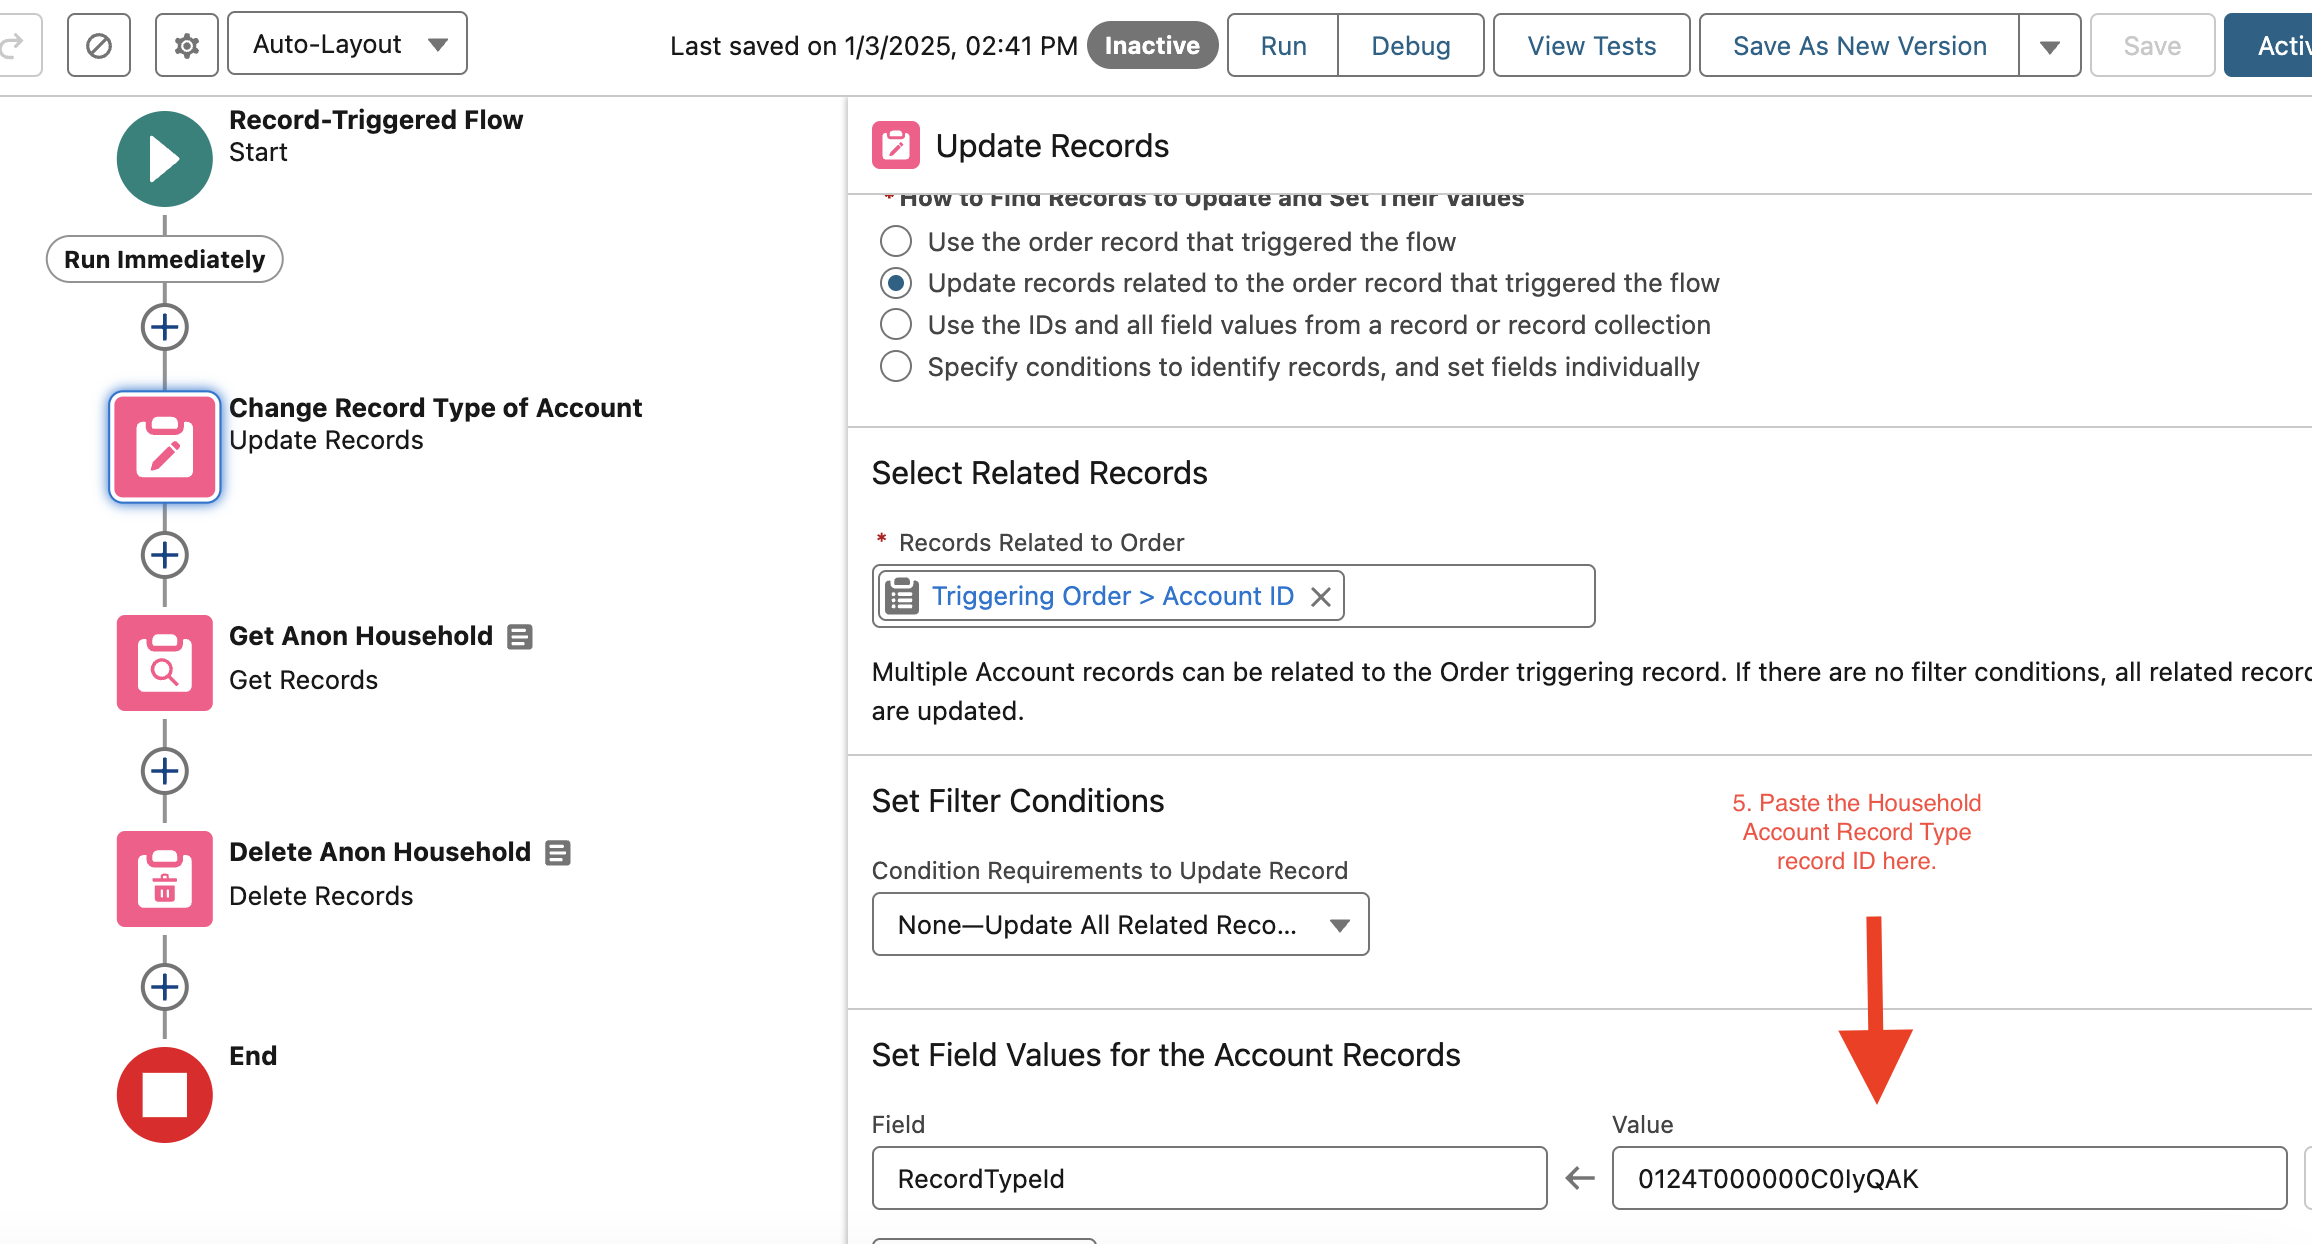 Auto-Layout
Last saved on 1/3/2025, 02:41 PM
Inactive
Run
Debug
View Tests
Save As New Version
Save
Record-Triggered Flow
Start
Run Immediately
Change Record Type of Account
Update Records
Get Anon Household
Get Records
Delete Anon Household
Delete Records
End
Update Records
* How to Find Records to Update and Set Their Values
Use the order record that triggered the flow
Update records related to the order record that triggered the flow
Use the IDs and all field values from a record or record collection
Specify conditions to identify records, and set fields individually
Select Related Records
* Records Related to Order
Triggering Order > Account ID
Multiple Account records can be related to the Order triggering record. If there are no filter conditions, all related
are updated.
Set Filter Conditions
Condition Requirements to Update Record
None—Update All Related Reco...
5. Paste the Household
Account Record Type
record ID here.
Set Field Values for the Account Records
Field
Value
RecordTypeId
0124T000000C0IyQAK